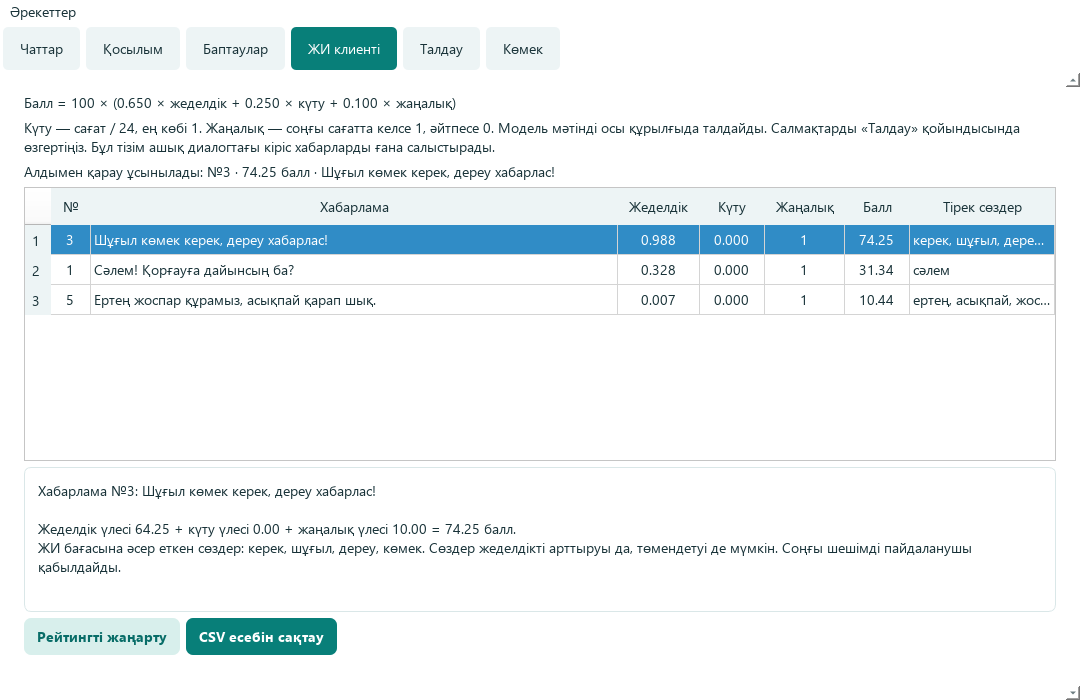 Әрекеттер
Чаттар Қосылым Баптаулар ЖИ клиенті Талдау Көмек
Балл = 100 × (0.650 × жеделдік + 0.250 × күту + 0.100 × жаңалық)
Күту — сағат / 24, ең көбі 1. Жаңалық — соңғы сағатта келсе 1, әйтпесе 0. Модель мәтінді осы құрылғыда талдайды. Салмақтарды «Талдау» қойындысында
өзгертіңіз. Бұл тізім ашық диалогтағы кіріс хабарларды ғана салыстырады.
Алдымен қарау ұсынылады: №3 · 74.25 балл · Шұғыл көмек керек, дереу хабарлас!
№ Хабарлама Жеделдік Күту Жаңалық Балл Тірек сөздер
1 3 Шұғыл көмек керек, дереу хабарлас! 0.988 0.000 1 74.25 керек, шұғыл, дере...
2 1 Сәлем! Қорғауға дайынсың ба? 0.328 0.000 1 31.34 сәлем
3 5 Ертең жоспар құрамыз, асықпай қарап шық. 0.007 0.000 1 10.44 ертең, асықпай, жос...
Хабарлама №3: Шұғыл көмек керек, дереу хабарлас!
Жеделдік үлесі 64.25 + күту үлесі 0.00 + жаңалық үлесі 10.00 = 74.25 балл.
ЖИ бағасына әсер еткен сөздер: керек, шұғыл, дереу, көмек. Сөздер жеделдікті арттыруы да, төмендетуі де мүмкін. Соңғы шешімді пайдаланушы
қабылдайды.
Рейтингті жаңарту CSV есебін сақтау